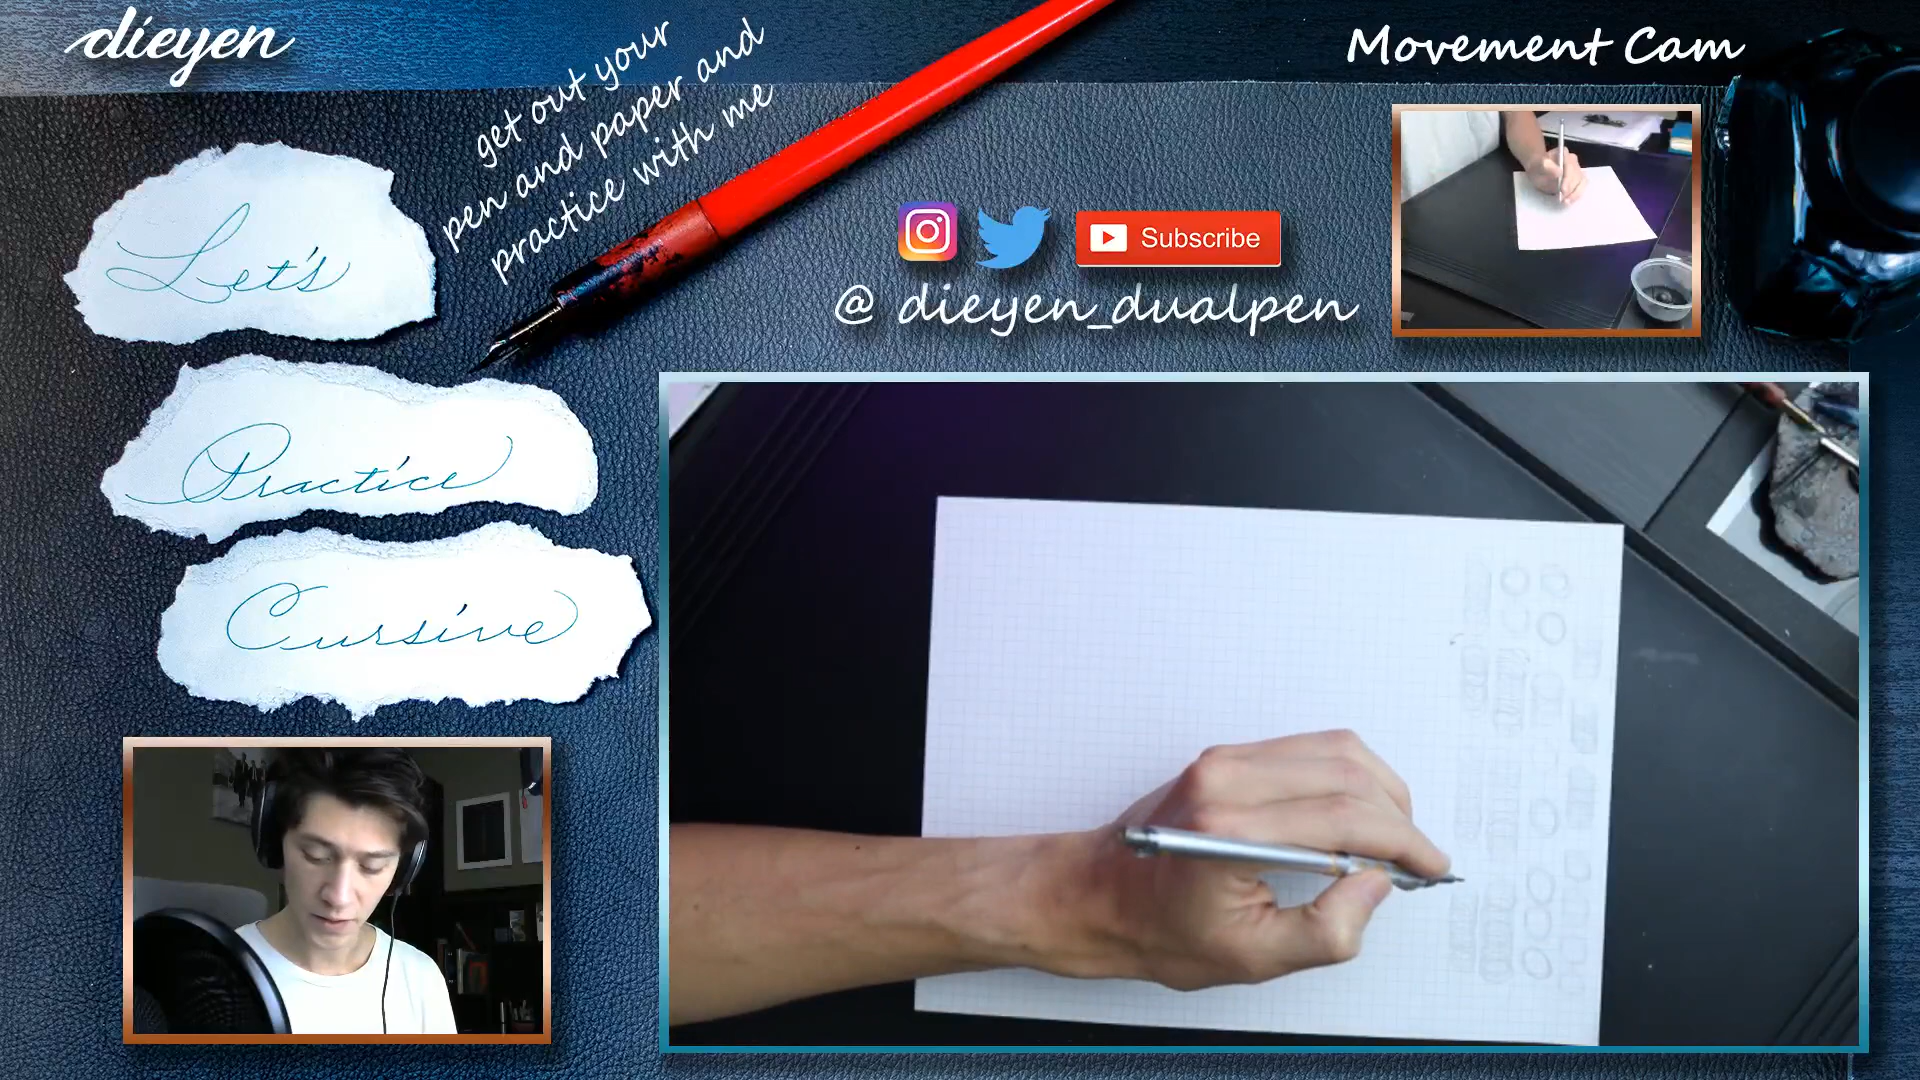 dieyen
get out your
pen and paper and
practice with me
Movement Cam
Let's
Practice
Cursive
Subscribe
@ dieyen_dualpen